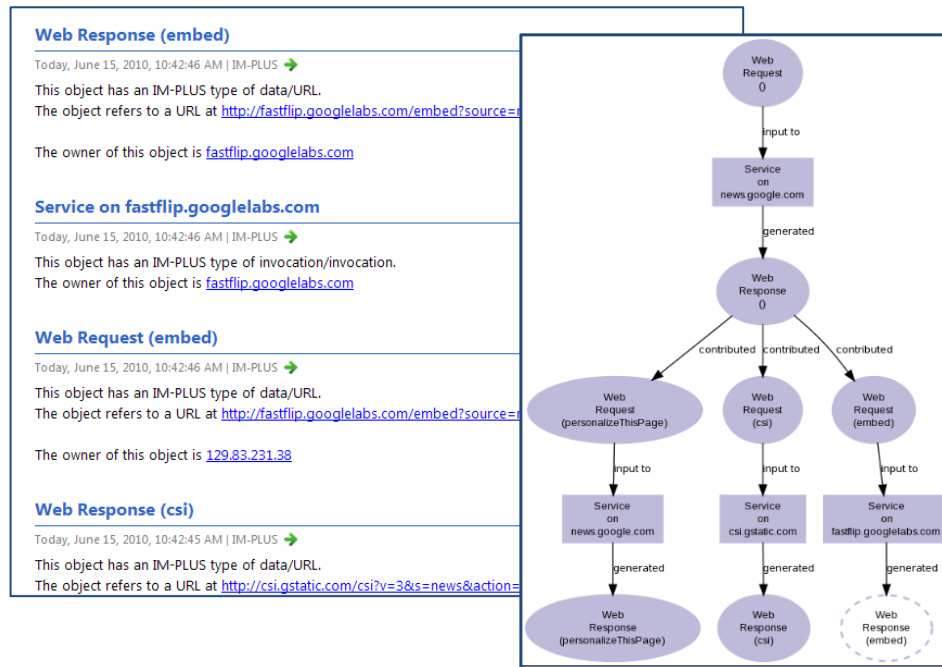 Web Response (embed)
Today, June 15, 2010, 10:42:46 AM | IM-PLUS
This object has an IM-PLUS type of data/URL.
The object refers to a URL at http://fastflip.googlelabs.com/embed?source=
The owner of this object is fastflip.googlelabs.com
Service on fastflip.googlelabs.com
Today, June 15, 2010, 10:42:46 AM | IM-PLUS
This object has an IM-PLUS type of invocation/invocation.
The owner of this object is fastflip.googlelabs.com
Web Request (embed)
Today, June 15, 2010, 10:42:46 AM | IM-PLUS
This object has an IM-PLUS type of data/URL.
The object refers to a URL at http://fastflip.googlelabs.com/embed?source=
The owner of this object is 129.83.231.38
Web Response (csi)
Today, June 15, 2010, 10:42:45 AM | IM-PLUS
This object has an IM-PLUS type of data/URL.
The object refers to a URL at http://csi.gstatic.com/csi?v=3&s=news&action=
Web
Request
()
input to
Service
on
news.google.com
generated
Web
Response
()
contributed contributed contributed
Web
Request
(personalizeThisPage)
Web
Request
(csi)
Web
Request
(embed)
input to input to input to
Service
on
news.google.com
Service
on
csi.gstatic.com
Service
on
fastflip.googlelabs.com
generated generated generated
Web
Response
(personalizeThisPage)
Web
Response
(csi)
Web
Response
(embed)